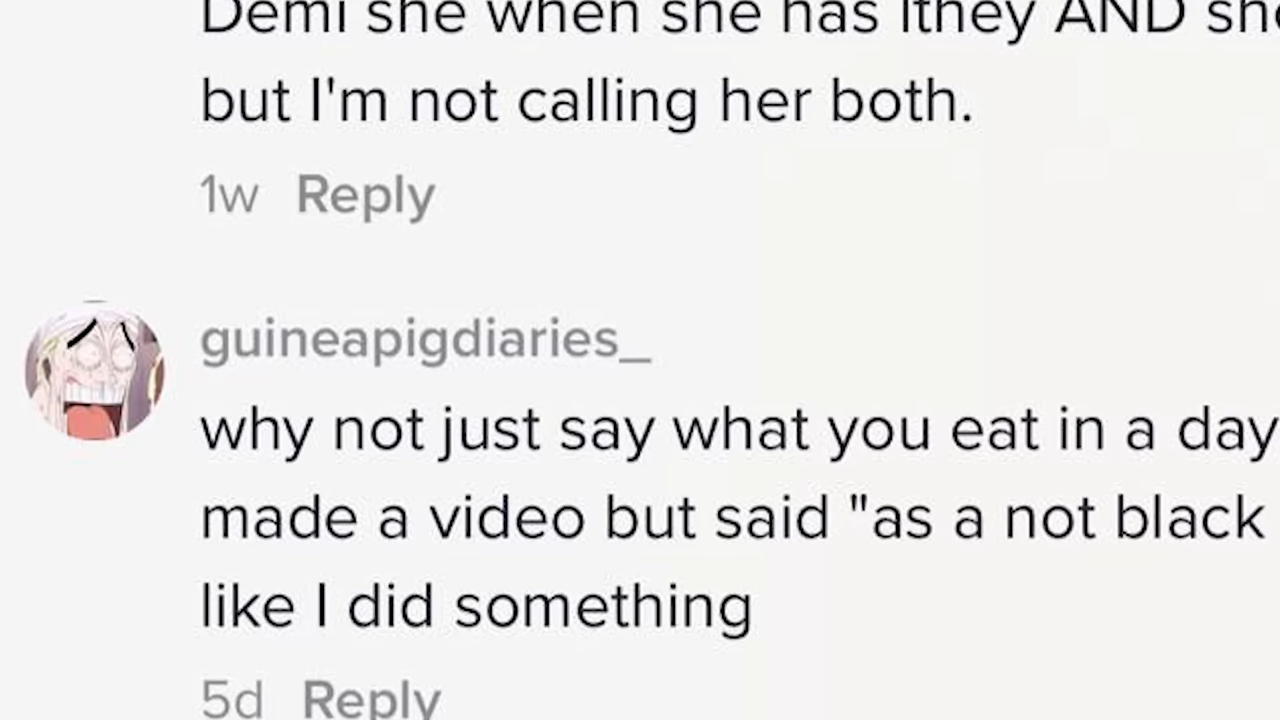 Demi she when she has Ithey AND she
but I'm not calling her both.
1w Reply
guineapigdiaries_
why not just say what you eat in a day
made a video but said "as a not black
like I did something
5d Reply